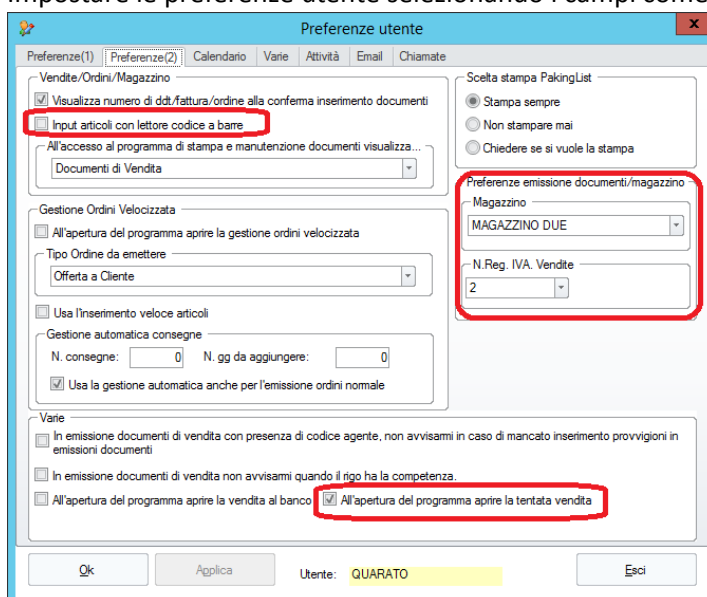 impostare le preferenze utente selezionando i campi come
Preferenze utente
x
Preferenze(1) Preferenze(2) Calendario Varie Attività Email Chiamate
Vendite/Ordini/Magazzino
Visualizza numero di ddt/fattura/ordine alla conferma inserimento documenti
Input articoli con lettore codice a barre
All'accesso al programma di stampa e manutenzione documenti visualizza...
Documenti di Vendita
Scelta stampa PakingList
Stampa sempre
Non stampare mai
Chiedere se si vuole la stampa
Preferenze emissione documenti/magazzino
Magazzino
MAGAZZINO DUE
N.Reg. IVA. Vendite
2
Gestione Ordini Velocizzata
All'apertura del programma aprire la gestione ordini velocizzata
Tipo Ordine da emettere
Offerta a Cliente
Usa l'inserimento veloce articoli
Gestione automatica consegne
N. consegne: 0 N. gg da aggiungere: 0
Usa la gestione automatica anche per l'emissione ordini normale
Varie
In emissione documenti di vendita con presenza di codice agente, non avvisarmi in caso di mancato inserimento provvigioni in
emissioni documenti
In emissione documenti di vendita non avvisarmi quando il rigo ha la competenza.
All'apertura del programma aprire la vendita al banco All'apertura del programma aprire la tentata vendita
Ok Applica Utente: QUARATO Esci